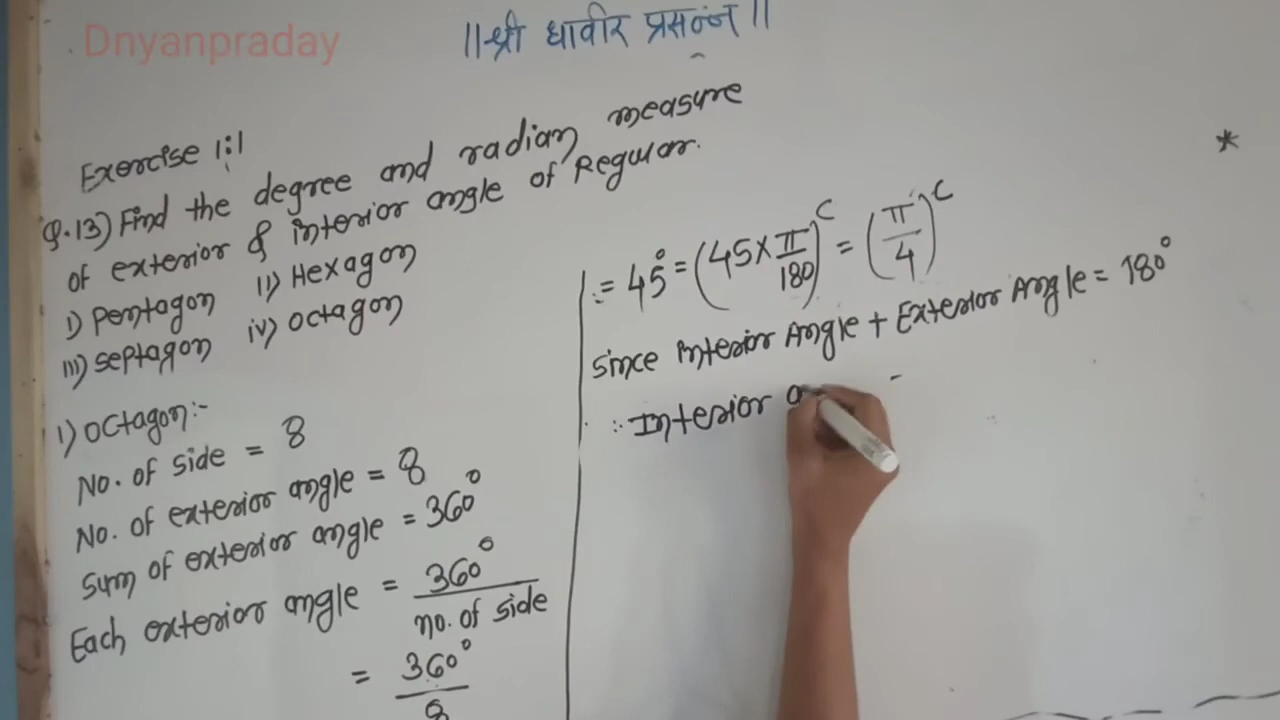 Dnyanpraday
||श्री धावीर प्रसन्न||
Exercise 1:1
Q.13) Find the degree and radian measure
of exterior & interior angle of Regular.
i) Pentagon ii) Hexagon
iii) septagon iv) octagon
1) Octagon:-
No. of side = 8
No. of exterior angle = 8
Sum of exterior angle = 360°
Each exterior angle = 360° / no. of side
= 360° / 8
∴ = 45° = (45 × π/180)^c = (π/4)^c
Since Interior Angle + Exterior Angle = 180°
∴ Interior
*